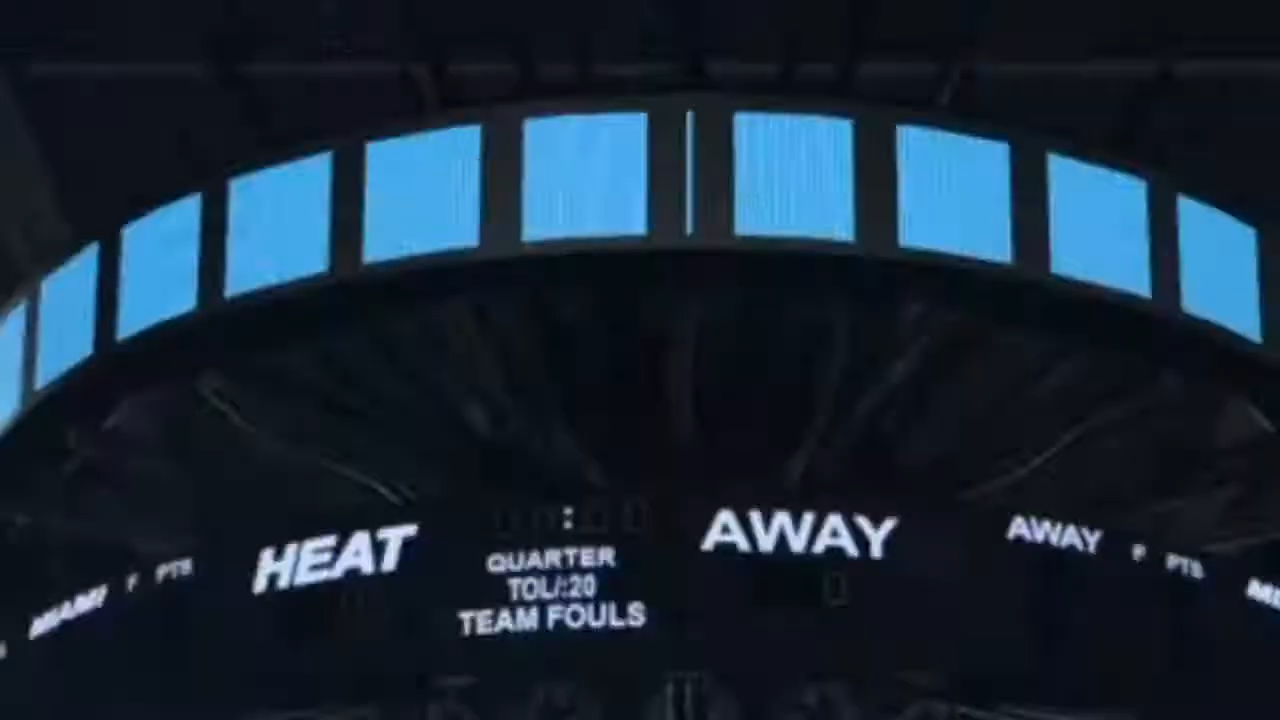 HEAT
:
AWAY
QUARTER
TOL/:20
TEAM FOULS
MIAMI F PTS
AWAY F PTS